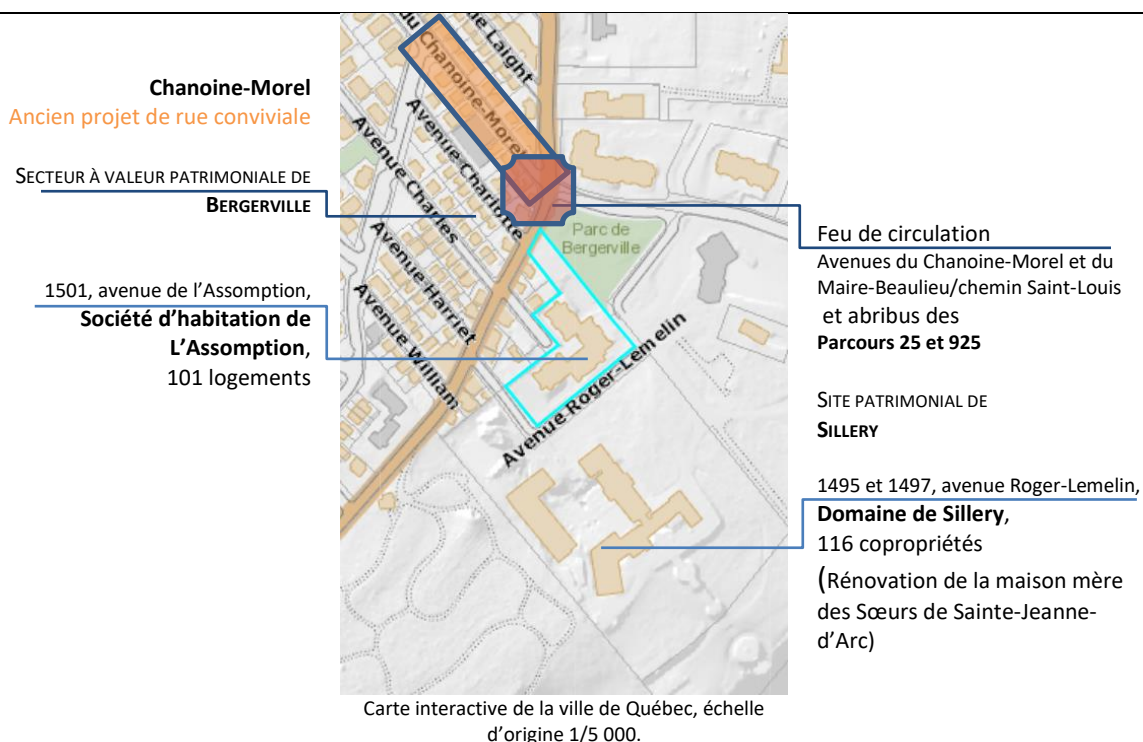 Chanoine-Morel
Ancien projet de rue conviviale
SECTEUR À VALEUR PATRIMONIALE DE
BERGERVILLE
1501, avenue de l’Assomption,
Société d’habitation de
L’Assomption,
101 logements
du Chanoine-Morel
Avenue Laight
Avenue Charlotte
Avenue Charles
Avenue Harriet
Avenue William
Parc de
Bergerville
Avenue Roger-Lemelin
Feu de circulation
Avenues du Chanoine-Morel et du
Maire-Beaulieu/chemin Saint-Louis
et abribus des
Parcours 25 et 925
SITE PATRIMONIAL DE
SILLERY
1495 et 1497, avenue Roger-Lemelin,
Domaine de Sillery,
116 copropriétés
(Rénovation de la maison mère
des Sœurs de Sainte-Jeanne-
d’Arc)
Carte interactive de la ville de Québec, échelle
d’origine 1/5 000.